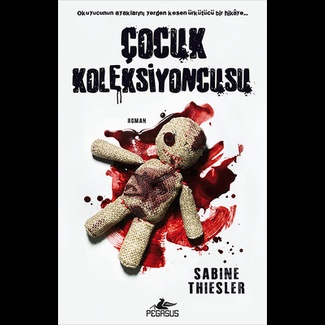 Okuyucunun ayaklarını yerden kesen ürkütücü bir hikâye...
ÇOCUK
KOLEKSİYONCUSU
ROMAN
SABINE
THIESLER
PEGASUS